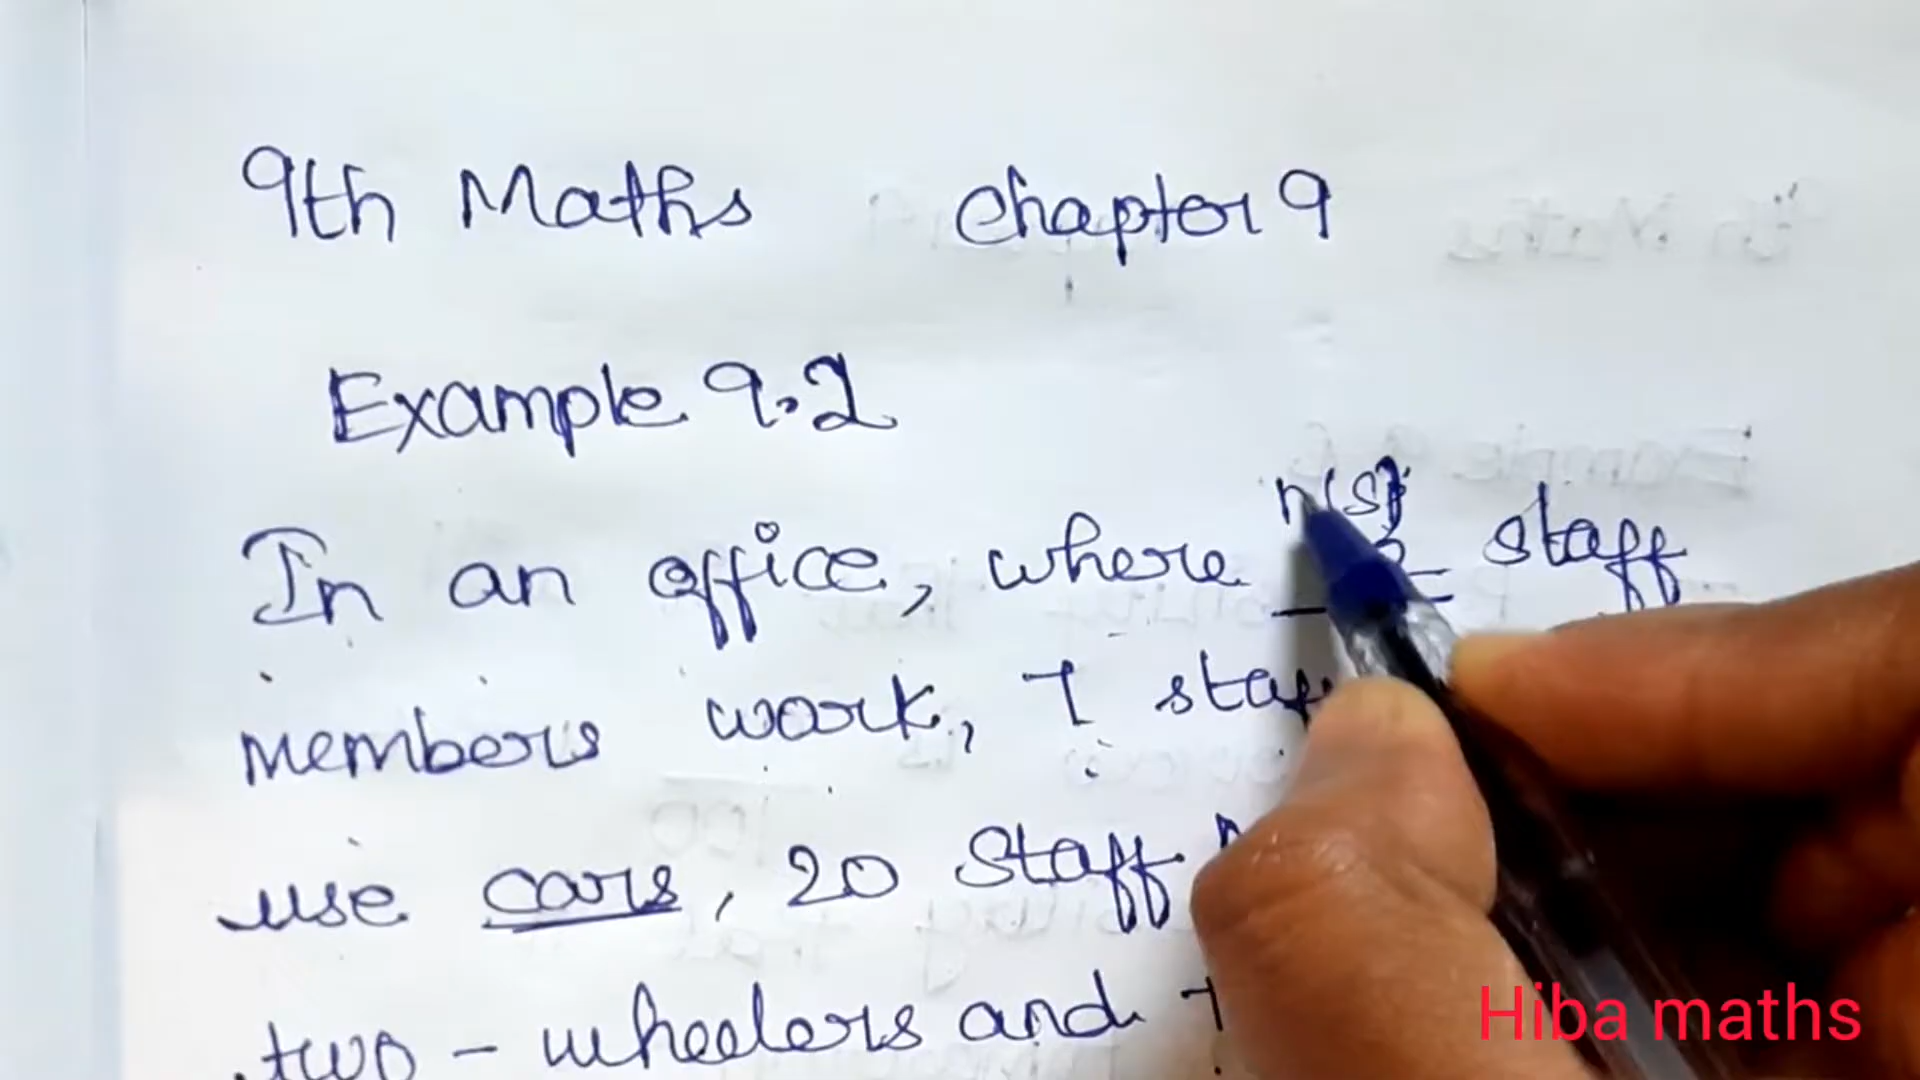 9th Maths Chapter 9
Example 9.2
n(S)
In an office, where staff
members work, 7 staff
use cars, 20 staff
two - wheelers and
Hiba maths